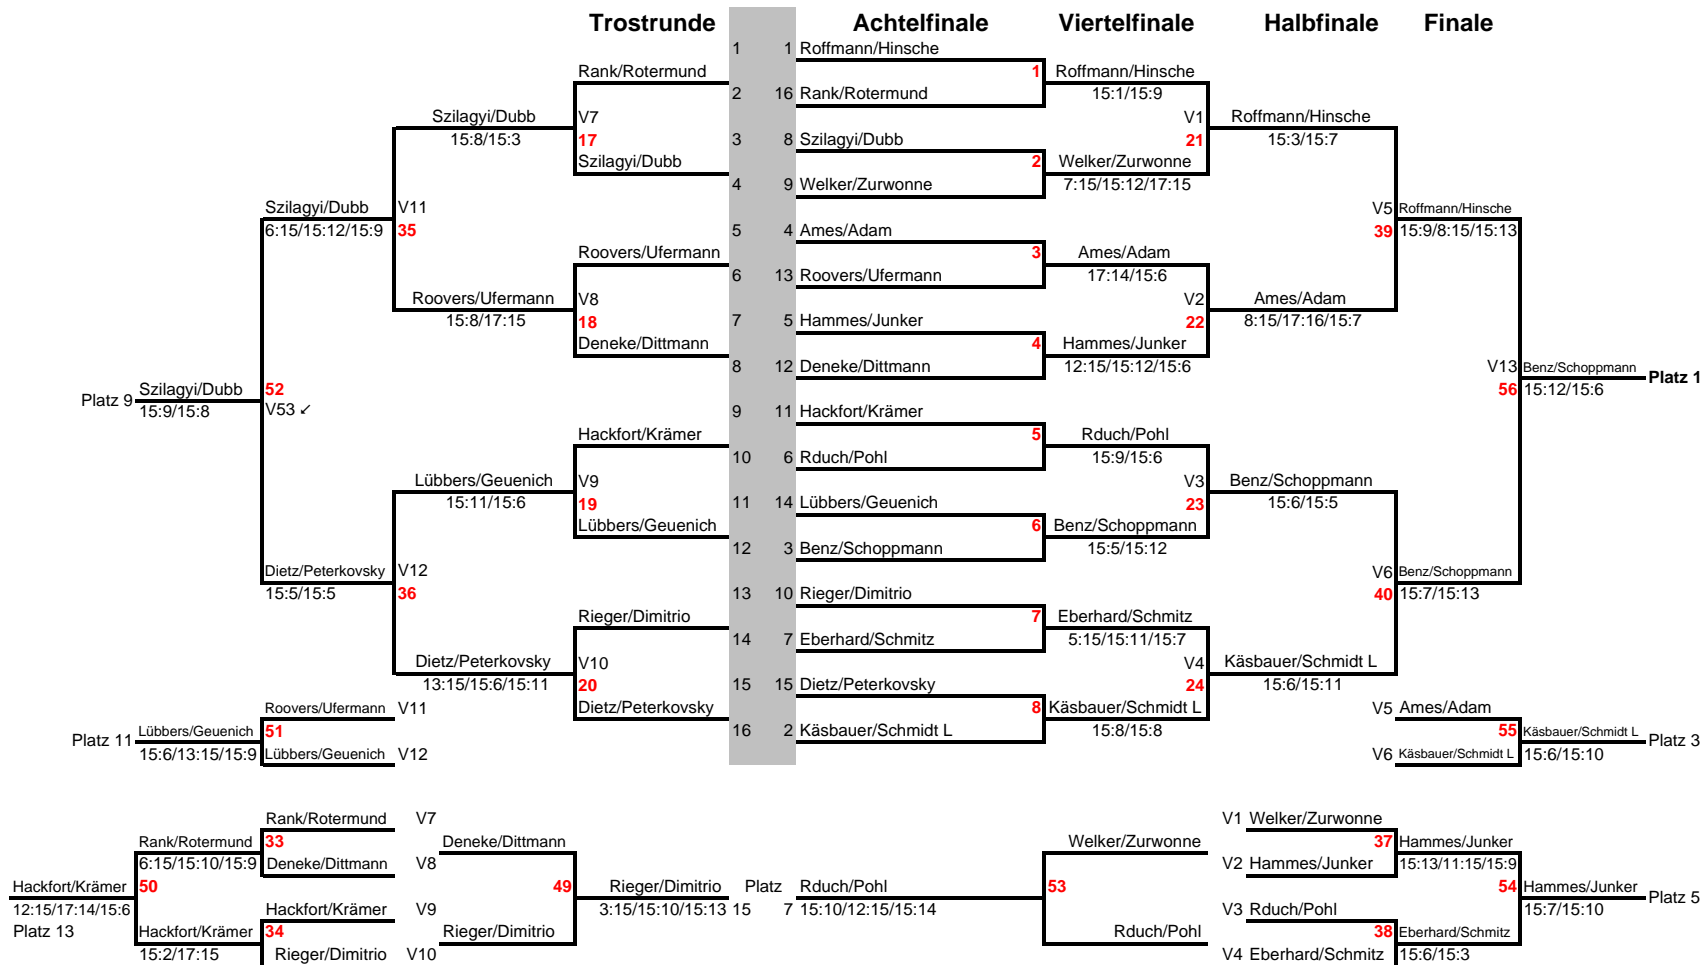 Trostrunde Achtelfinale Viertelfinale Halbfinale Finale
1 1 Roffmann/Hinsche
Rank/Rotermund 1 Roffmann/Hinsche
2 16 Rank/Rotermund 15:1/15:9
Szilagyi/Dubb V7 V1 Roffmann/Hinsche
15:8/15:3 17 3 8 Szilagyi/Dubb 21 15:3/15:7
Szilagyi/Dubb 2 Welker/Zurwonne
4 9 Welker/Zurwonne 7:15/15:12/17:15
Szilagyi/Dubb V11 V5 Roffmann/Hinsche
6:15/15:12/15:9 35 5 4 Ames/Adam 39 15:9/8:15/15:13
Roovers/Ufermann 3 Ames/Adam
6 13 Roovers/Ufermann 17:14/15:6
Roovers/Ufermann V8 V2 Ames/Adam
15:8/17:15 18 7 5 Hammes/Junker 22 8:15/17:16/15:7
Deneke/Dittmann 4 Hammes/Junker
8 12 Deneke/Dittmann 12:15/15:12/15:6 V13 Benz/Schoppmann
Platz 9 Szilagyi/Dubb 52 56 15:12/15:6 Platz 1
15:9/15:8 V53 ↙ 9 11 Hackfort/Krämer
Hackfort/Krämer 5 Rduch/Pohl
10 6 Rduch/Pohl 15:9/15:6
Lübbers/Geuenich V9 V3 Benz/Schoppmann
15:11/15:6 19 11 14 Lübbers/Geuenich 23 15:6/15:5
Lübbers/Geuenich 6 Benz/Schoppmann
12 3 Benz/Schoppmann 15:5/15:12
Dietz/Peterkovsky V12 V6 Benz/Schoppmann
15:5/15:5 36 13 10 Rieger/Dimitrio 40 15:7/15:13
Rieger/Dimitrio 7 Eberhard/Schmitz
14 7 Eberhard/Schmitz 5:15/15:11/15:7
Dietz/Peterkovsky V10 V4 Käsbauer/Schmidt L
13:15/15:6/15:11 20 15 15 Dietz/Peterkovsky 24 15:6/15:11
Roovers/Ufermann V11 Dietz/Peterkovsky 8 Käsbauer/Schmidt L V5 Ames/Adam
Platz 11 Lübbers/Geuenich 51 16 2 Käsbauer/Schmidt L 15:8/15:8 55 Käsbauer/Schmidt L Platz 3
15:6/13:15/15:9 Lübbers/Geuenich V12 V6 Käsbauer/Schmidt L 15:6/15:10
Rank/Rotermund V7 V1 Welker/Zurwonne
Rank/Rotermund 33 Deneke/Dittmann Welker/Zurwonne 37 Hammes/Junker
6:15/15:10/15:9 Deneke/Dittmann V8 V2 Hammes/Junker 15:13/11:15/15:9
Hackfort/Krämer 50 49 Rieger/Dimitrio Platz Rduch/Pohl 53 54 Hammes/Junker Platz 5
12:15/17:14/15:6 Hackfort/Krämer V9 3:15/15:10/15:13 15 7 15:10/12:15/15:14 V3 Rduch/Pohl 15:7/15:10
Platz 13 Hackfort/Krämer 34 Rieger/Dimitrio Rduch/Pohl 38 Eberhard/Schmitz
15:2/17:15 Rieger/Dimitrio V10 V4 Eberhard/Schmitz 15:6/15:3